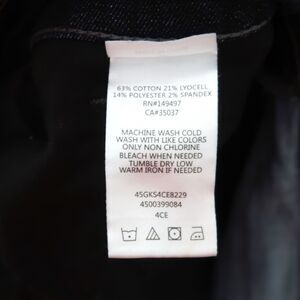 63% COTTON 21% LYOCELL
14% POLYESTER 2% SPANDEX
RN#149497
CA#35037
MACHINE WASH COLD
WASH WITH LIKE COLORS
ONLY NON CHLORINE
BLEACH WHEN NEEDED
TUMBLE DRY LOW
WARM IRON IF NEEDED
45GKS4CE8229
4500399084
4CE